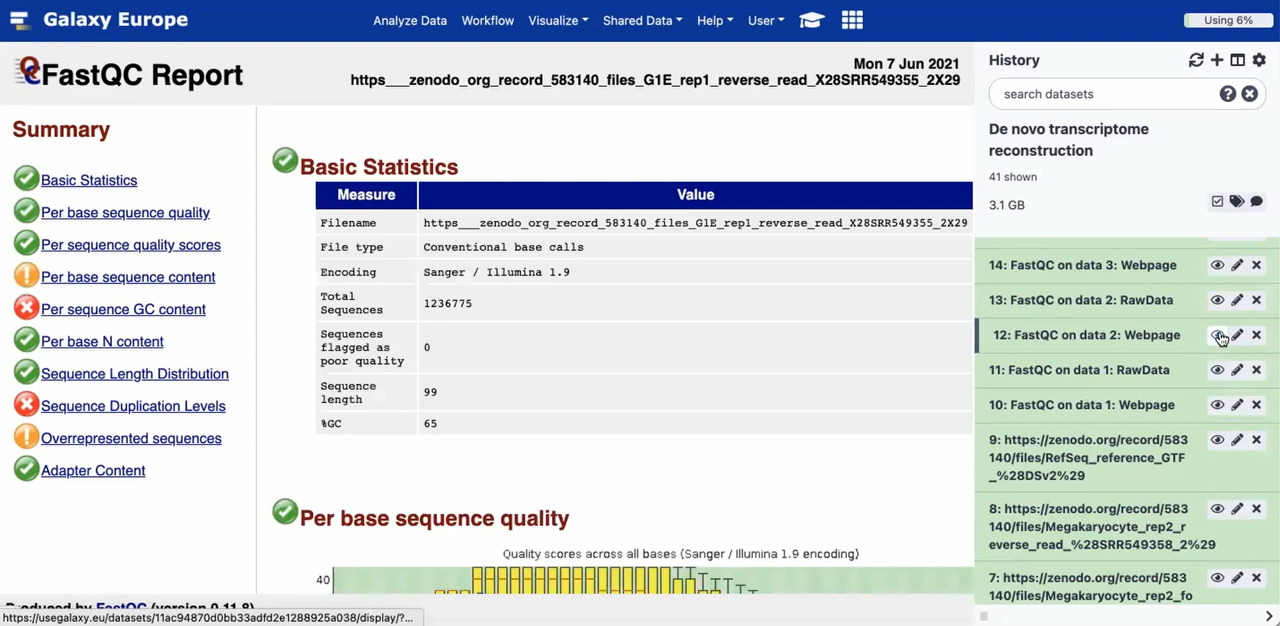 Galaxy Europe
Analyze Data Workflow Visualize Shared Data Help User
Using 6%
FastQC Report
Mon 7 Jun 2021
https___zenodo_org_record_583140_files_G1E_rep1_reverse_read_X28SRR549355_2X29
Summary
Basic Statistics
Per base sequence quality
Per sequence quality scores
Per base sequence content
Per sequence GC content
Per base N content
Sequence Length Distribution
Sequence Duplication Levels
Overrepresented sequences
Adapter Content
Basic Statistics
Measure Value
Filename https___zenodo_org_record_583140_files_G1E_rep1_reverse_read_X28SRR549355_2X29
File type Conventional base calls
Encoding Sanger / Illumina 1.9
Total
Sequences 1236775
Sequences
flagged as
poor quality 0
Sequence
length 99
%GC 65
Per base sequence quality
Quality scores across all bases (Sanger / Illumina 1.9 encoding)
40
Produced by FastQC (version 0.11.8)
https://usegalaxy.eu/datasets/11ac94870d0bb33adfd2e1288925a038/display/?...
History
search datasets
De novo transcriptome
reconstruction
41 shown
3.1 GB
14: FastQC on data 3: Webpage
13: FastQC on data 2: RawData
12: FastQC on data 2: Webpage
11: FastQC on data 1: RawData
10: FastQC on data 1: Webpage
9: https://zenodo.org/record/583
140/files/RefSeq_reference_GTF
_%28DSv2%29
8: https://zenodo.org/record/583
140/files/Megakaryocyte_rep2_r
everse_read_%28SRR549358_2%29
7: https://zenodo.org/record/583
140/files/Megakaryocyte_rep2_fo